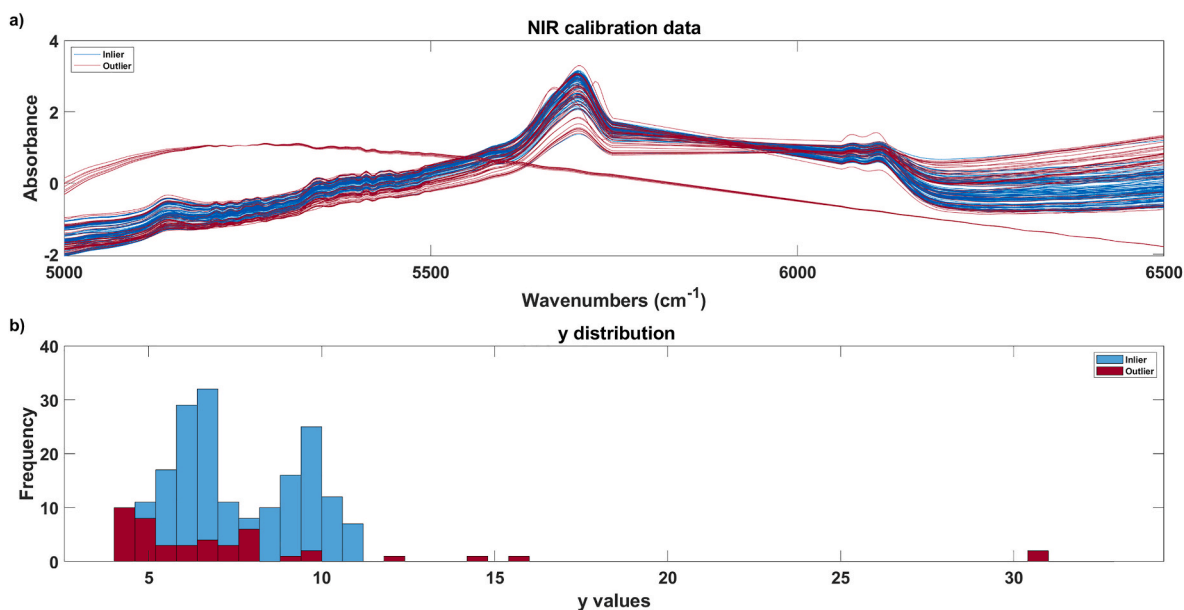 a)
NIR calibration data
Inlier
Outlier
Absorbance
4
2
0
-2
5000 5500 6000 6500
Wavenumbers (cm-1)
b)
y distribution
Inlier
Outlier
Frequency
40
30
20
10
0
5 10 15 20 25 30
y values